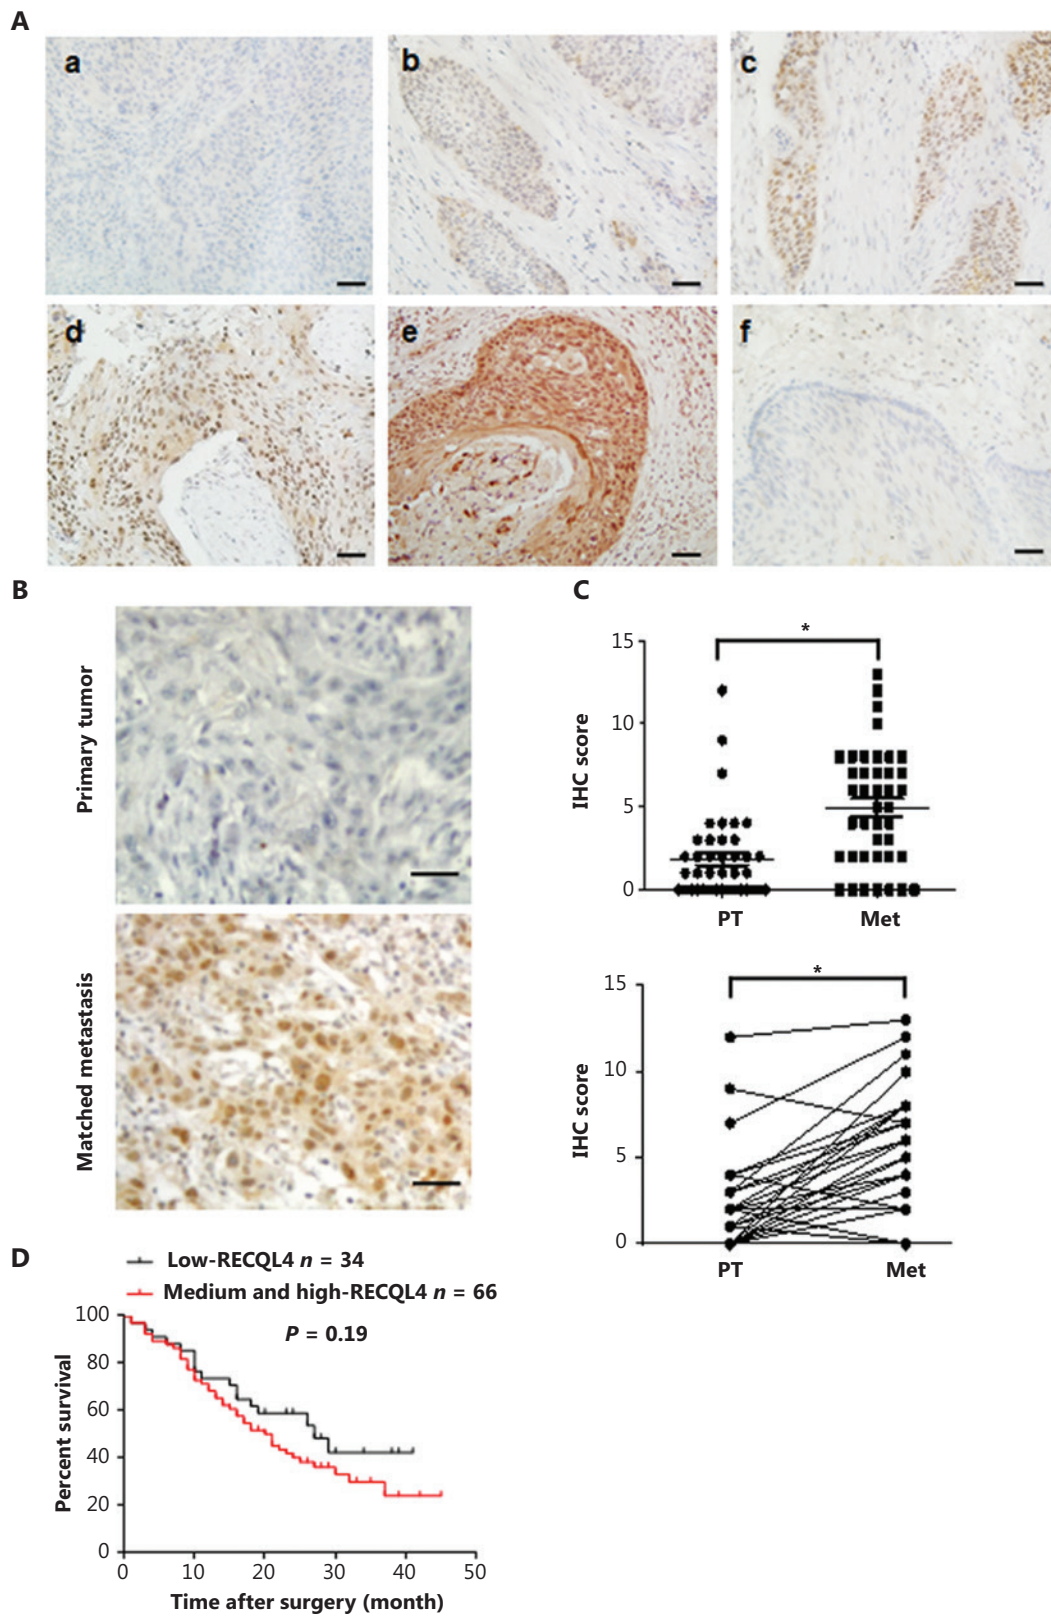 A
a
b
c
d
e
f
B
Primary tumor
Matched metastasis
C
*
15
10
5
0
IHC score
PT
Met
*
15
10
5
0
IHC score
PT
Met
D
Low-RECQL4 n = 34
Medium and high-RECQL4 n = 66
P = 0.19
100
80
60
40
20
0
Percent survival
0
10
20
30
40
50
Time after surgery (month)